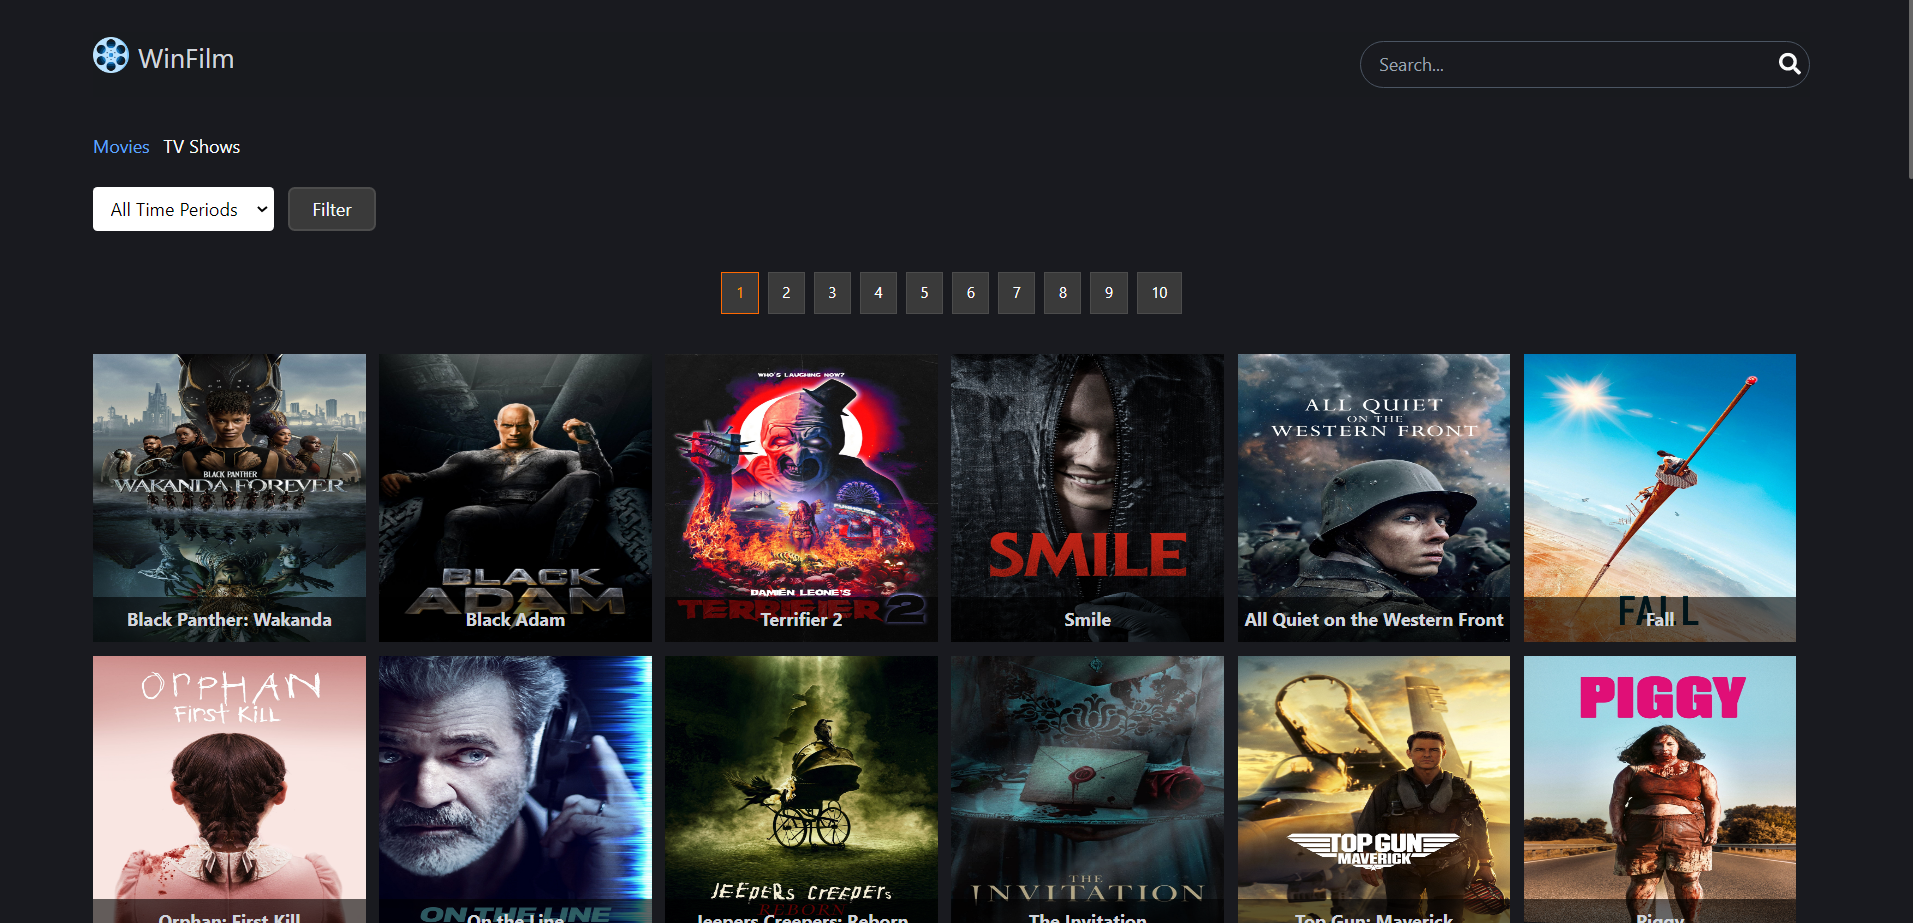 WinFilm
Search...
Movies TV Shows
All Time Periods Filter
1 2 3 4 5 6 7 8 9 10
BLACK PANTHER
WAKANDA FOREVER
Black Panther: Wakanda
BLACK
ADAM
Black Adam
WHO'S LAUGHING NOW?
DAMIEN LEONE'S
TERRIFIER 2
Terrifier 2
SMILE
Smile
ALL QUIET
ON THE
WESTERN FRONT
All Quiet on the Western Front
FALL
Fall
ORPHAN
FIRST KILL
Orphan: First Kill
ON THE LINE
On the Line
JEEPERS CREEPERS
REBORN
Jeepers Creepers: Reborn
THE
INVITATION
The Invitation
TOP GUN
MAVERICK
Top Gun: Maverick
PIGGY
Piggy